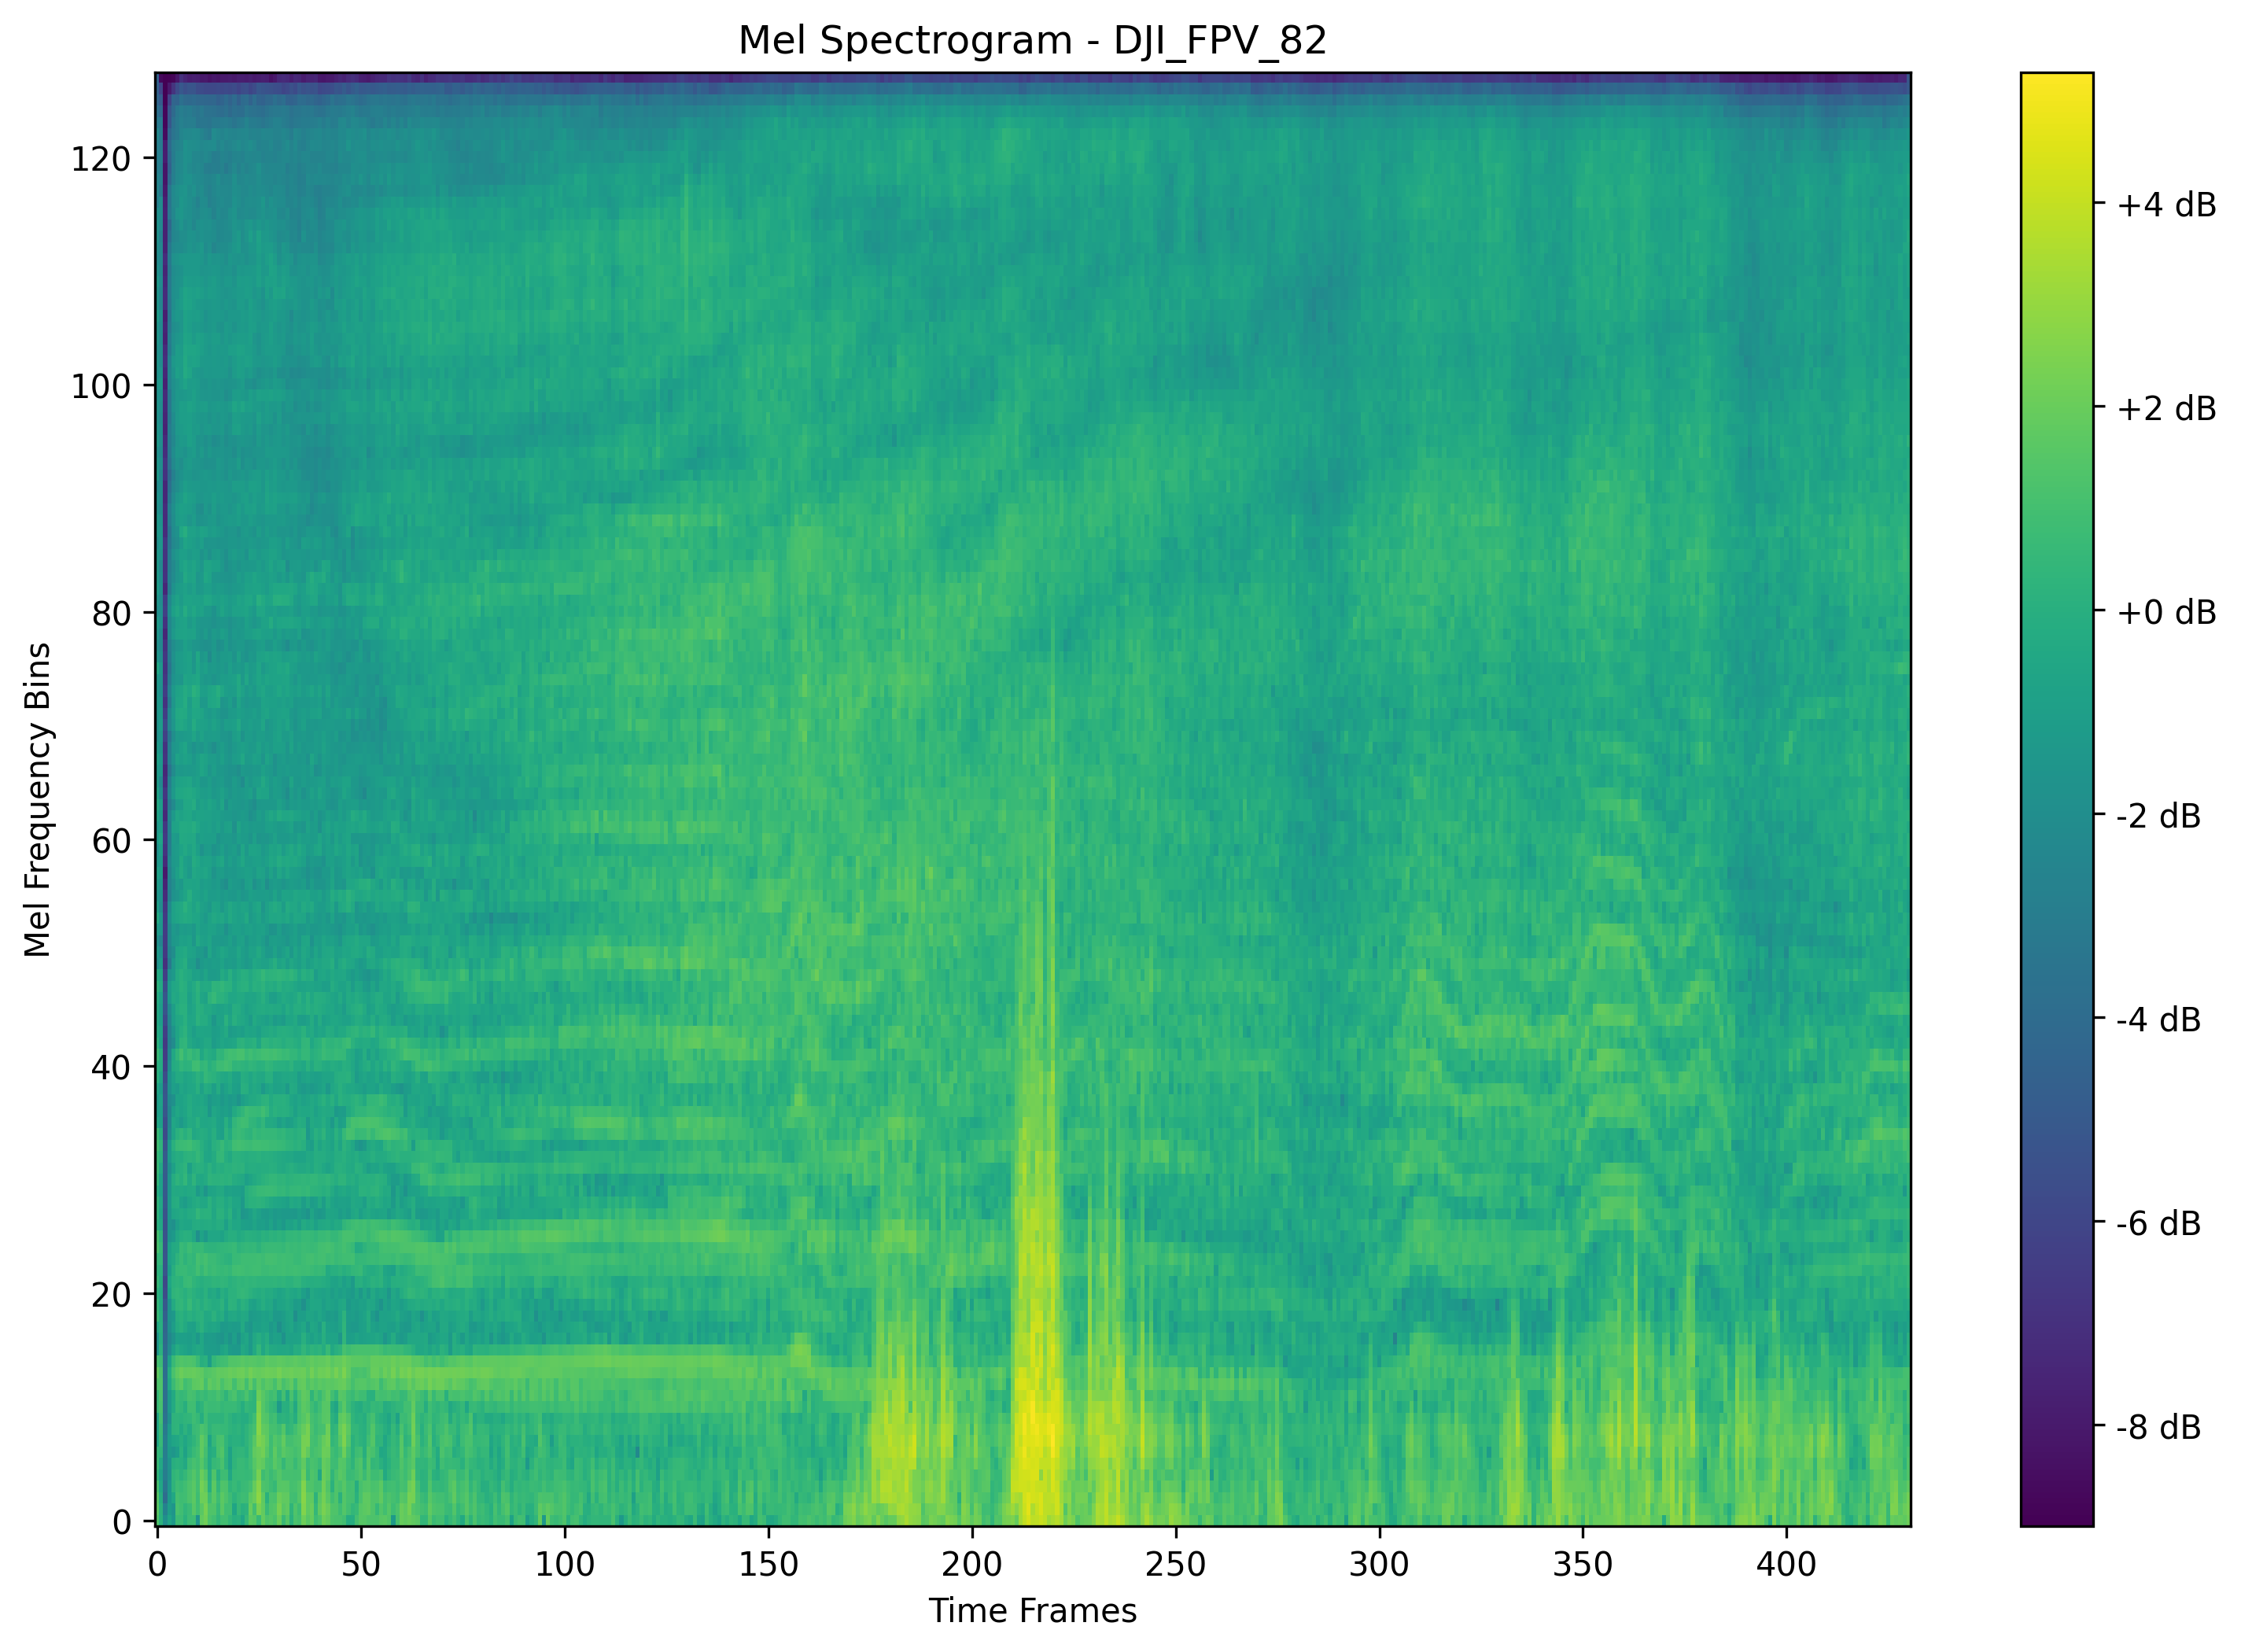 Mel Spectrogram - DJI_FPV_82
Mel Frequency Bins
120
100
80
60
40
20
0
0 50 100 150 200 250 300 350 400
Time Frames
+4 dB
+2 dB
+0 dB
-2 dB
-4 dB
-6 dB
-8 dB